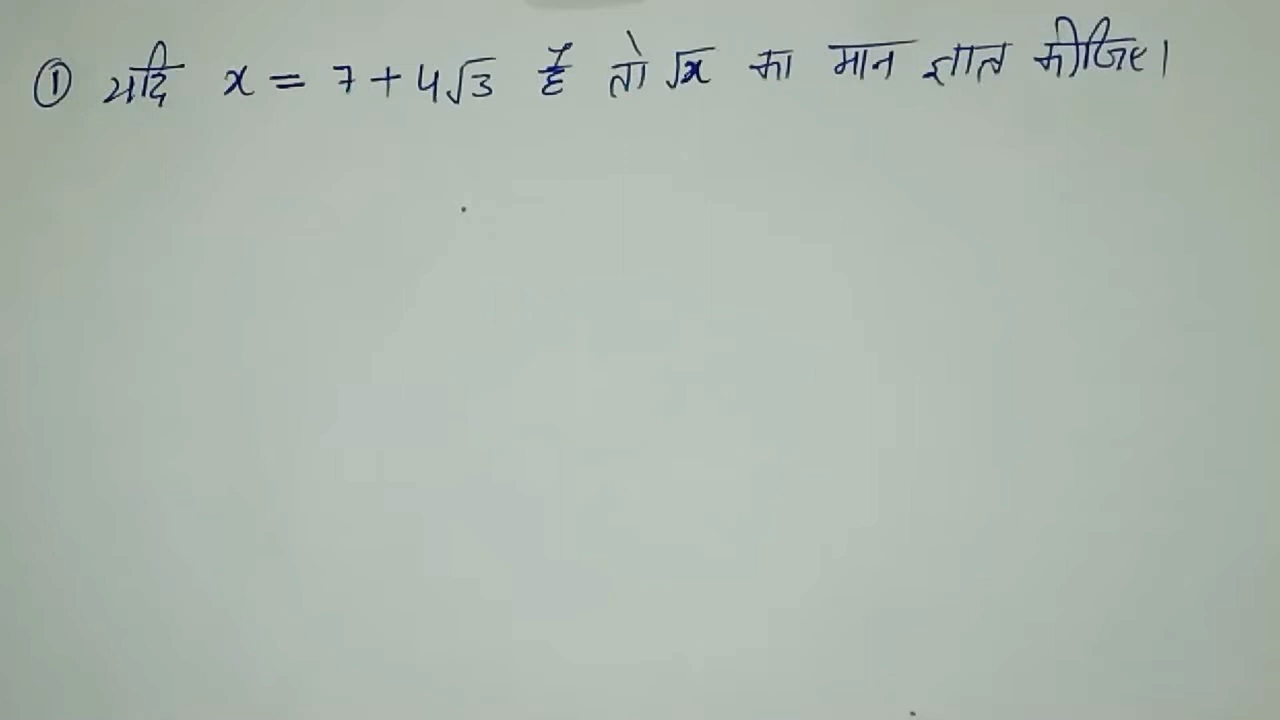 ① यदि x = 7 + 4√3 है तो √x का मान ज्ञात कीजिए।